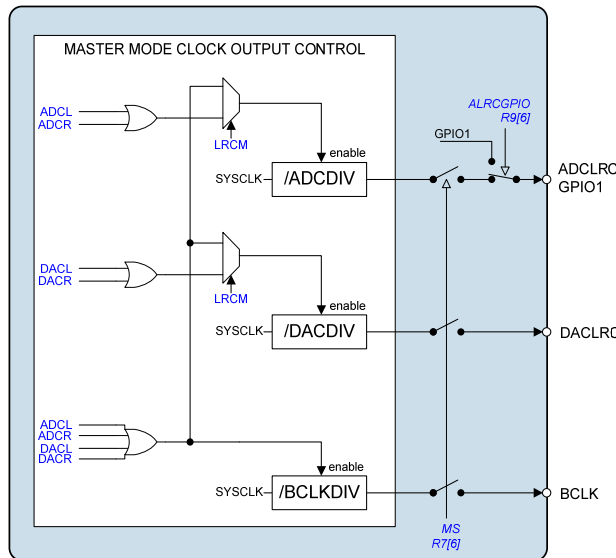 MASTER MODE CLOCK OUTPUT CONTROL
ADCL
ADCR
LRCM
enable
SYSCLK
/ADCDIV
ALRCGPIO
R9[6]
GPIO1
ADCLRC
GPIO1
DACL
DACR
LRCM
enable
SYSCLK
/DACDIV
DACLRC
ADCL
ADCR
DACL
DACR
enable
SYSCLK
/BCLKDIV
BCLK
MS
R7[6]